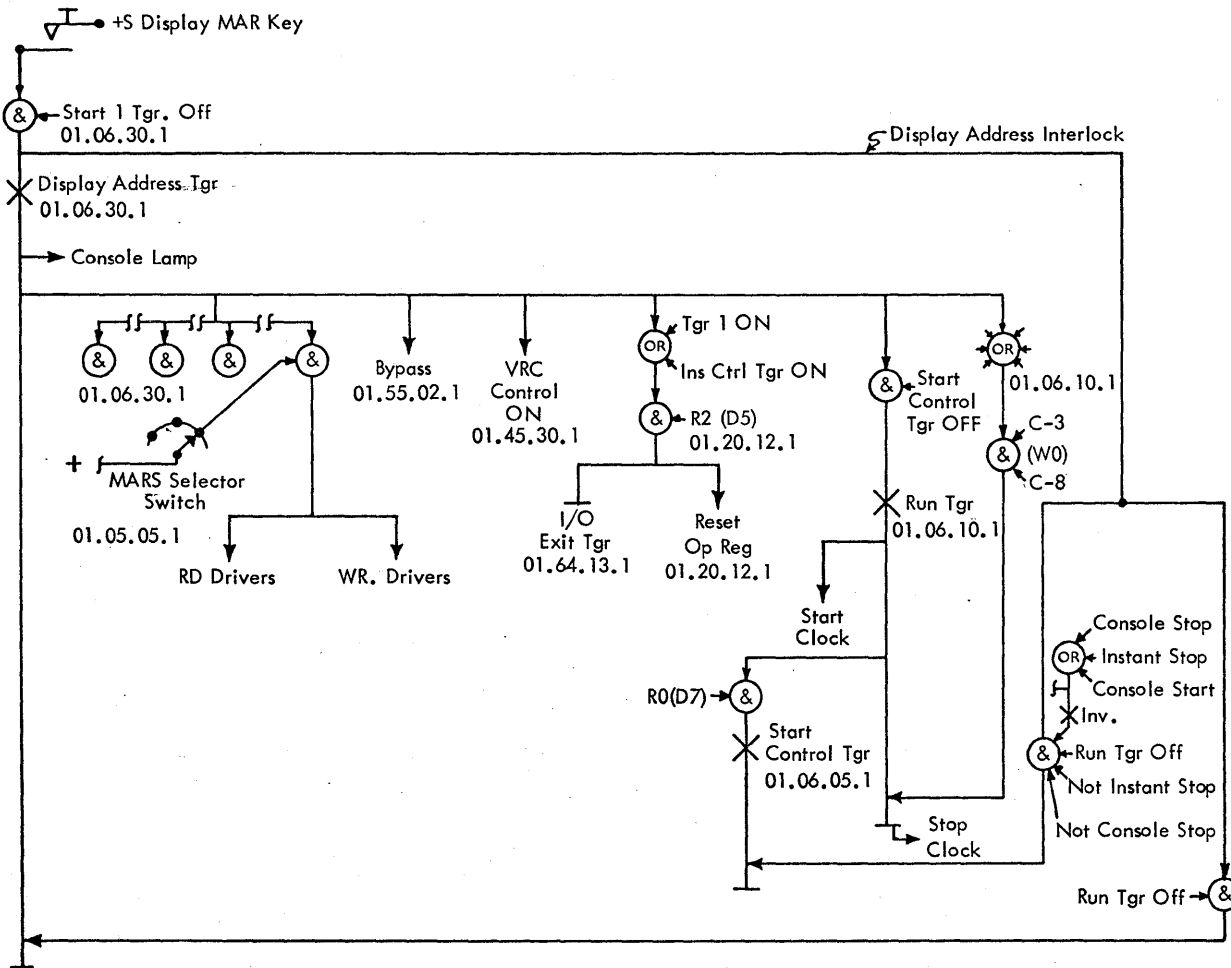 +S Display MAR Key
& Start 1 Tgr. Off
01.06.30.1
Display Address Interlock
Display Address Tgr
01.06.30.1
Console Lamp
& & & &
01.06.30.1
Bypass
01.55.02.1
VRC
Control
ON
01.45.30.1
Tgr 1 ON
OR
Ins Ctrl Tgr ON
& R2 (D5)
01.20.12.1
& Start
Control
Tgr OFF
OR
01.06.10.1
C-3
& (W0)
C-8
+
MARS Selector
Switch
01.05.05.1
RD Drivers
WR. Drivers
I/O
Exit Tgr
01.64.13.1
Reset
Op Reg
01.20.12.1
Run Tgr
01.06.10.1
Start
Clock
R0(D7) &
Start
Control Tgr
01.06.05.1
Console Stop
OR Instant Stop
Console Start
Inv.
& Run Tgr Off
Not Instant Stop
Not Console Stop
Stop
Clock
Run Tgr Off &